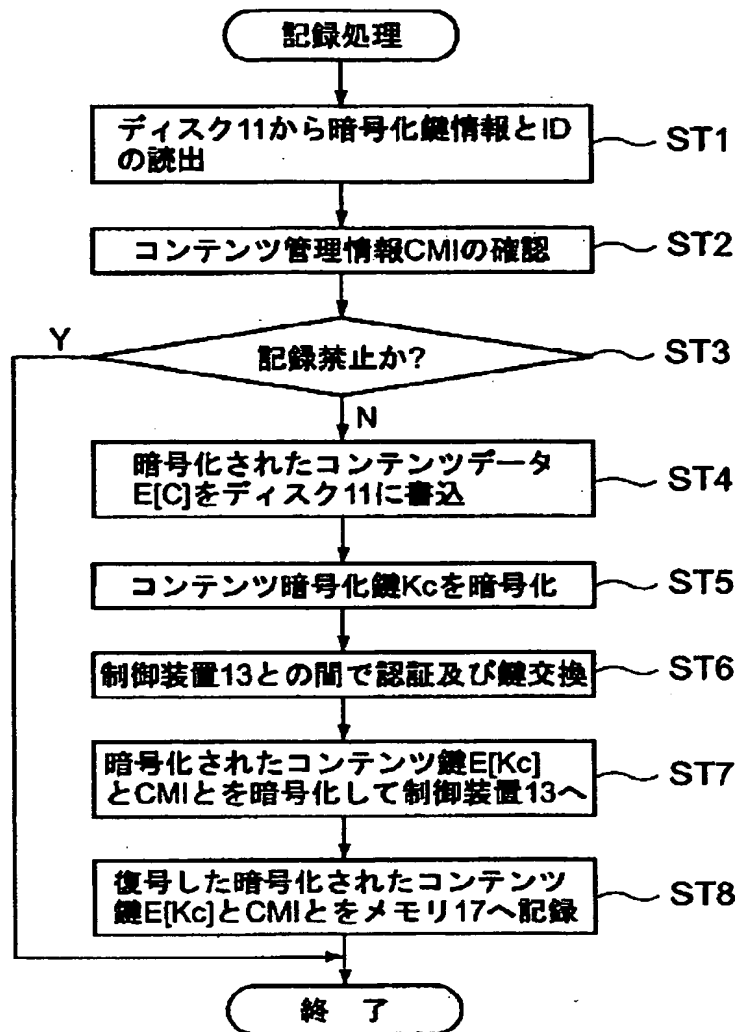 記録処理
ディスク11から暗号化鍵情報とID
の読出
ST1
コンテンツ管理情報CMIの確認
ST2
Y
記録禁止か?
ST3
N
暗号化されたコンテンツデータ
E[C]をディスク11に書込
ST4
コンテンツ暗号化鍵Kcを暗号化
ST5
制御装置13との間で認証及び鍵交換
ST6
暗号化されたコンテンツ鍵E[Kc]
とCMIとを暗号化して制御装置13へ
ST7
復号した暗号化されたコンテンツ
鍵E[Kc]とCMIとをメモリ17へ記録
ST8
終 了